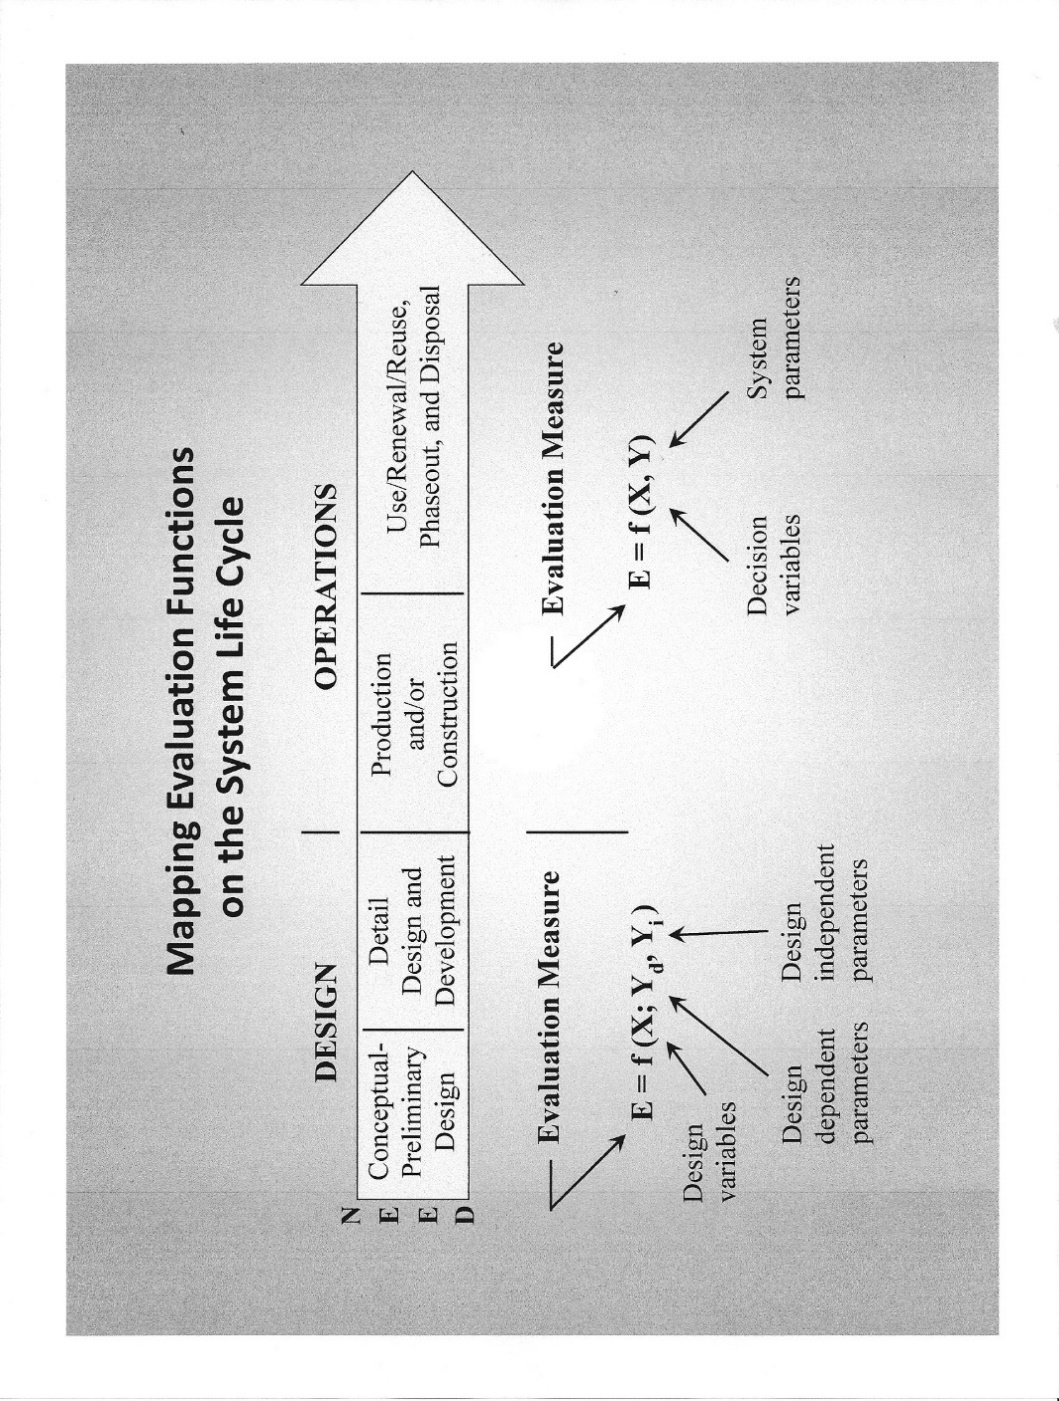 Mapping Evaluation Functions
on the System Life Cycle
DESIGN
OPERATIONS
N
E
E
D
Conceptual-
Preliminary
Design
Detail
Design and
Development
Production
and/or
Construction
Use/Renewal/Reuse,
Phaseout, and Disposal
Evaluation Measure
E = f (X; Yd, Yi)
Design
variables
Design
dependent
parameters
Design
independent
parameters
Evaluation Measure
E = f (X, Y)
Decision
variables
System
parameters